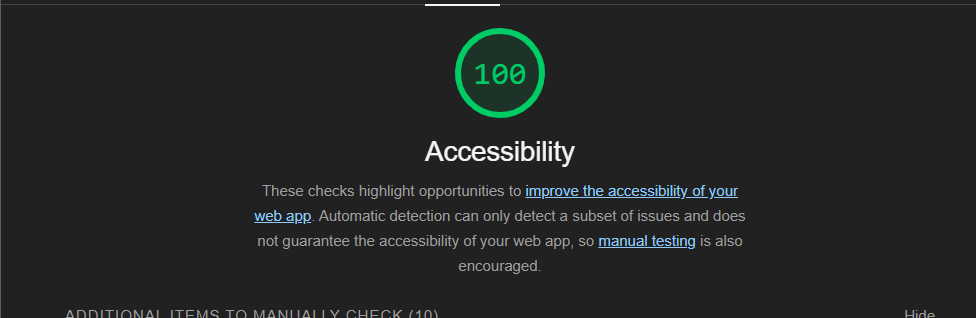 100
Accessibility
These checks highlight opportunities to improve the accessibility of your
web app. Automatic detection can only detect a subset of issues and does
not guarantee the accessibility of your web app, so manual testing is also
encouraged.
ADDITIONAL ITEMS TO MANUALLY CHECK (10)
Hide